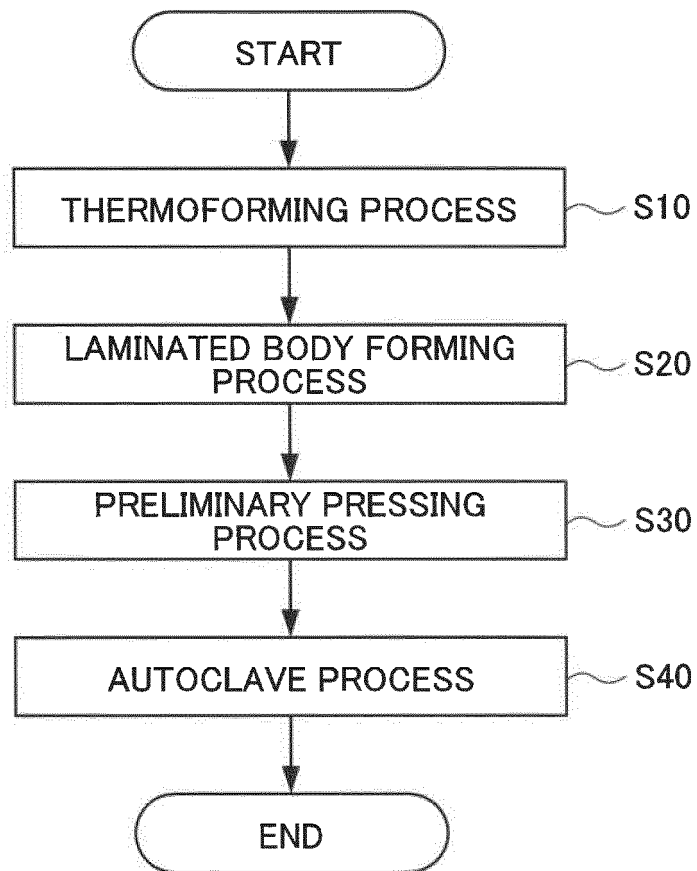 START
THERMOFORMING PROCESS
S10
LAMINATED BODY FORMING
PROCESS
S20
PRELIMINARY PRESSING
PROCESS
S30
AUTOCLAVE PROCESS
S40
END